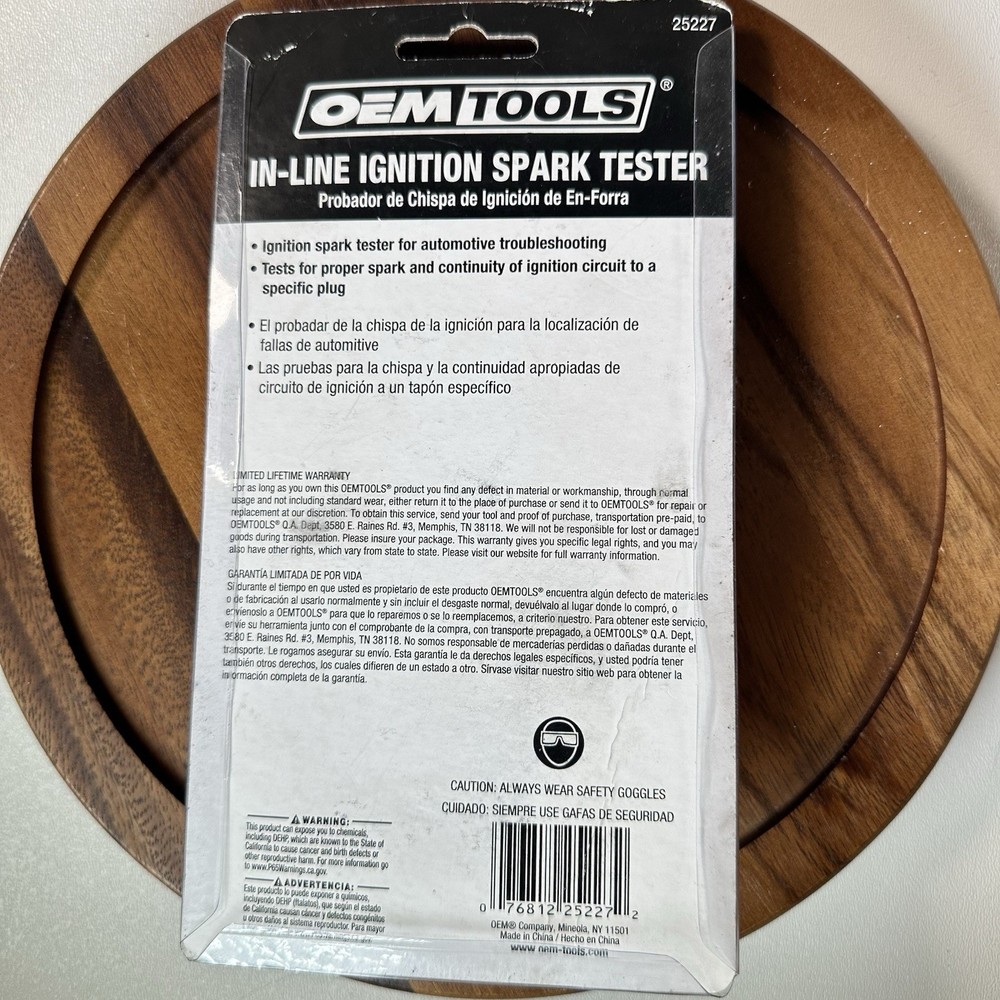 25227
OEMTOOLS®
IN-LINE IGNITION SPARK TESTER
Probador de Chispa de Ignición de En-Forra
• Ignition spark tester for automotive troubleshooting
• Tests for proper spark and continuity of ignition circuit to a
specific plug
• El probadar de la chispa de la ignición para la localización de
fallas de automitive
• Las pruebas para la chispa y la continuidad apropiadas de
circuito de ignición a un tapón específico
LIMITED LIFETIME WARRANTY
For as long as you own this OEMTOOLS® product you find any defect in material or workmanship, through normal
usage and not including standard wear, either return it to the place of purchase or send it to OEMTOOLS® for repair or
replacement at our discretion. To obtain this service, send your tool and proof of purchase, transportation pre-paid, to
OEMTOOLS® Q.A. Dept, 3580 E. Raines Rd. #3, Memphis, TN 38118. We will not be responsible for lost or damaged
goods during transportation. Please insure your package. This warranty gives you specific legal rights, and you may
also have other rights, which vary from state to state. Please visit our website for full warranty information.
GARANTÍA LIMITADA DE POR VIDA
Si durante el tiempo en que usted es propietario de este producto OEMTOOLS® encuentra algún defecto de materiales
o de fabricación al usarlo normalmente y sin incluir el desgaste normal, devuélvalo al lugar donde lo compró, o
envíenoslo a OEMTOOLS® para que lo reparemos o se lo reemplacemos, a criterio nuestro. Para obtener este servicio,
envíe su herramienta junto con el comprobante de la compra, con transporte prepagado, a OEMTOOLS® Q.A. Dept,
3580 E. Raines Rd. #3, Memphis, TN 38118. No somos responsable de mercaderías perdidas o dañadas durante el
transporte. Le rogamos asegurar su envío. Esta garantía le da derechos legales específicos, y usted podría tener
también otros derechos, los cuales difieren de un estado a otro. Sírvase visitar nuestro sitio web para obtener la
información completa de la garantía.
CAUTION: ALWAYS WEAR SAFETY GOGGLES
CUIDADO: SIEMPRE USE GAFAS DE SEGURIDAD
WARNING:
This product can expose you to chemicals,
including DEHP, which are known to the State of
California to cause cancer and birth defects or
other reproductive harm. For more information go
to www.P65Warnings.ca.gov.
ADVERTENCIA:
Este producto lo puede exponer a químicos,
incluyendo DEHP (ftalatos), que según el estado
de California causan cáncer y defectos congénitos
u otros daños al sistema reproductor. Para mayor
0 76812 25227 2
OEM® Company, Mineola, NY 11501
Made in China / Hecho en China
www.oem-tools.com